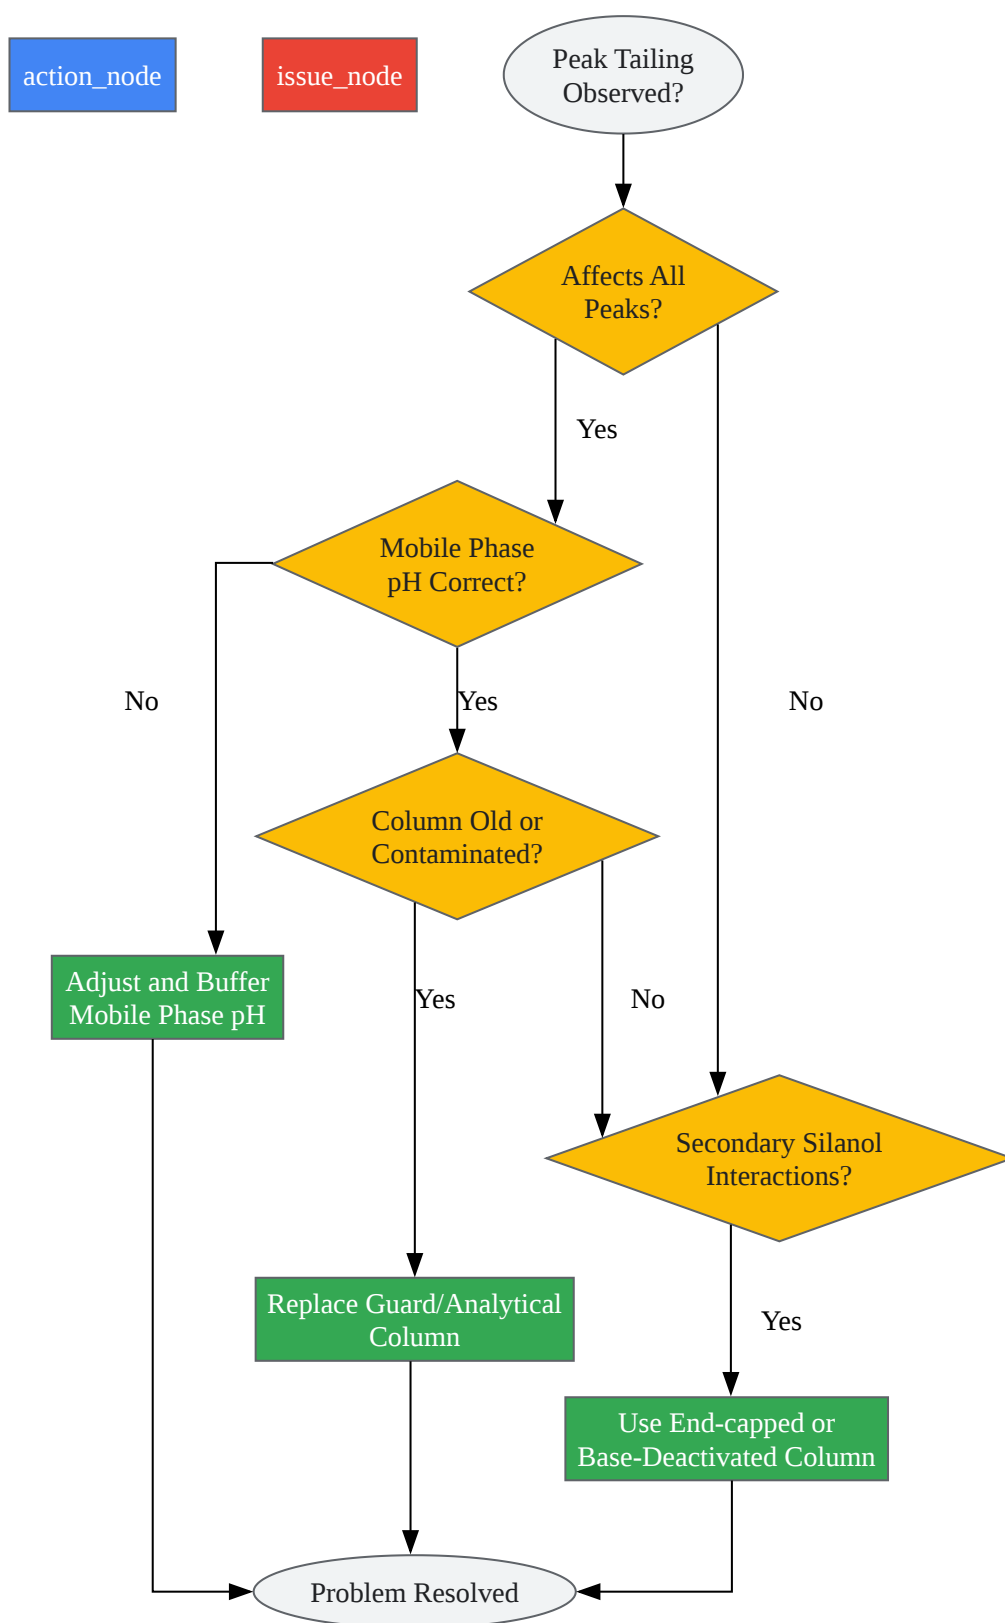 action_node
issue_node
Peak Tailing
Observed?
Affects All
Peaks?
Yes
Mobile Phase
pH Correct?
No
Yes
No
Column Old or
Contaminated?
Adjust and Buffer
Mobile Phase pH
Yes
No
Secondary Silanol
Interactions?
Replace Guard/Analytical
Column
Yes
Use End-capped or
Base-Deactivated Column
Problem Resolved